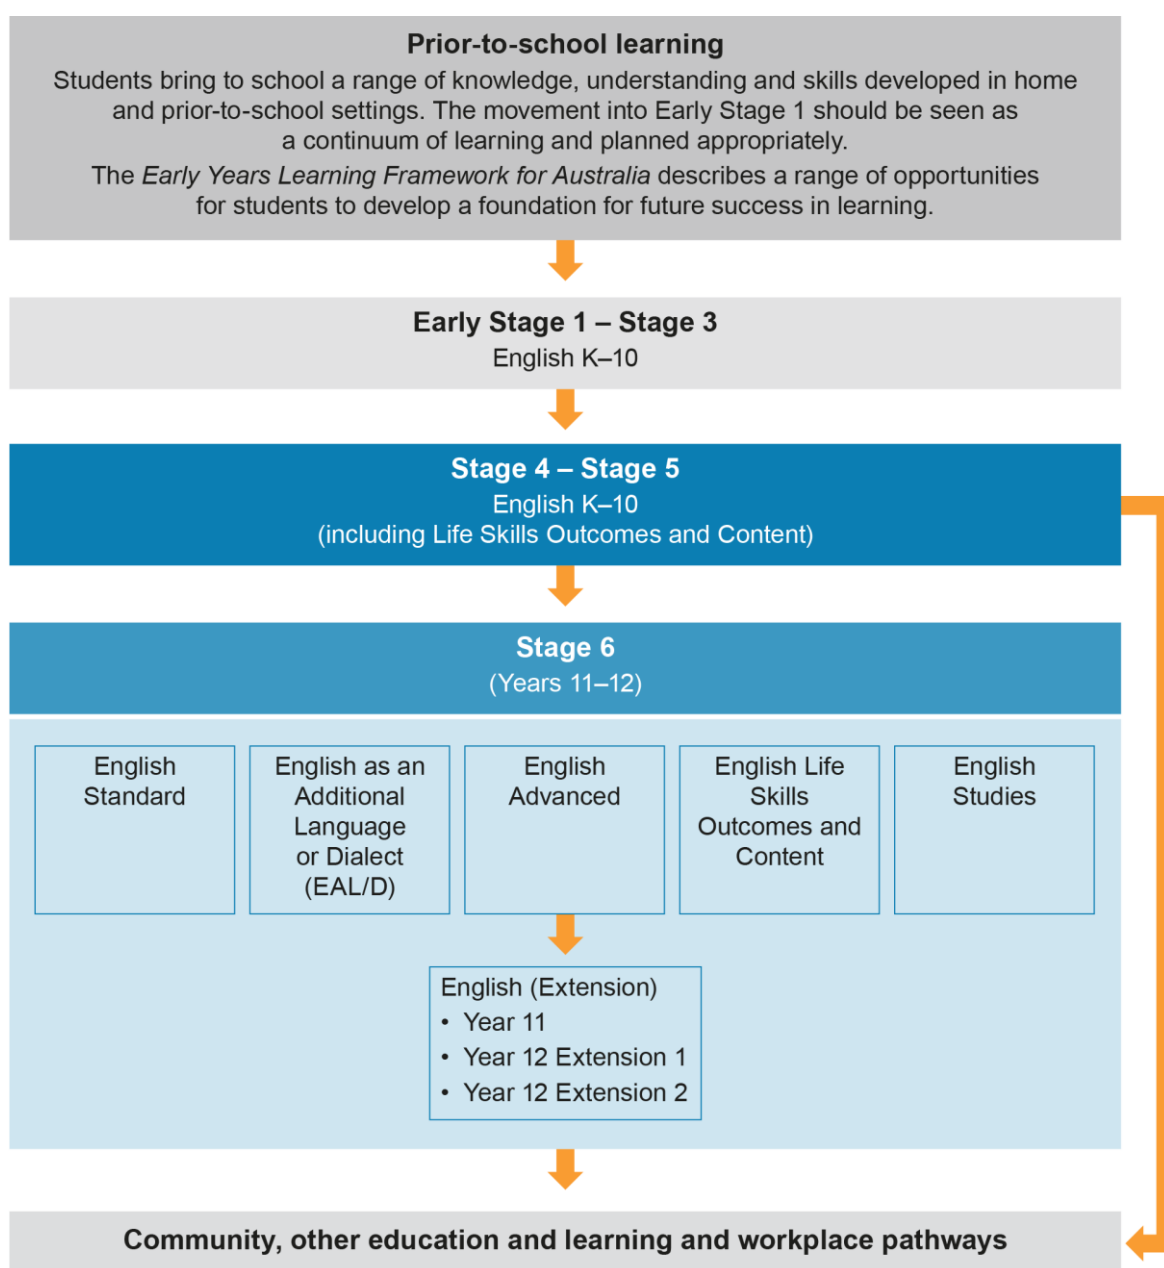 Prior-to-school learning
Students bring to school a range of knowledge, understanding and skills developed in home
and prior-to-school settings. The movement into Early Stage 1 should be seen as
a continuum of learning and planned appropriately.
The Early Years Learning Framework for Australia describes a range of opportunities
for students to develop a foundation for future success in learning.
Early Stage 1 – Stage 3
English K–10
Stage 4 – Stage 5
English K–10
(including Life Skills Outcomes and Content)
Stage 6
(Years 11–12)
English
Standard
English as an
Additional
Language
or Dialect
(EAL/D)
English
Advanced
English Life
Skills
Outcomes and
Content
English
Studies
English (Extension)
• Year 11
• Year 12 Extension 1
• Year 12 Extension 2
Community, other education and learning and workplace pathways